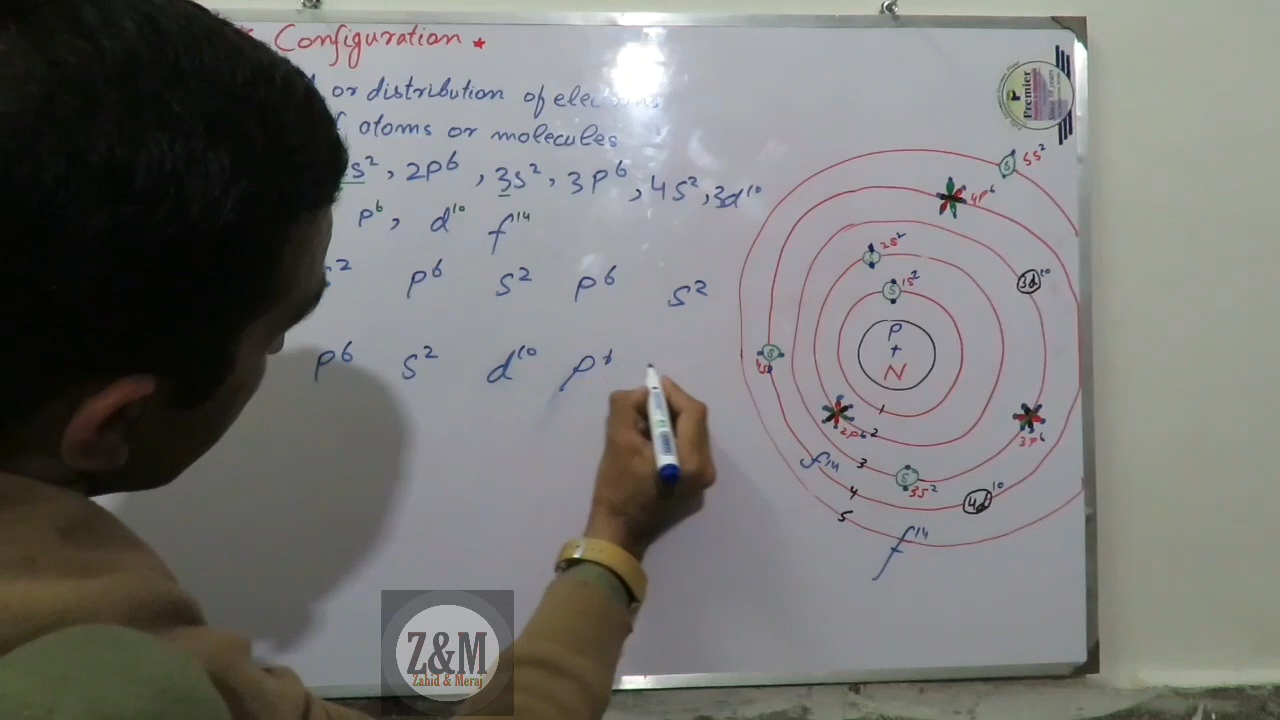 Configuration *
or distribution of electrons
atoms or molecules
s², 2p⁶, 3s², 3p⁶, 4s², 3d¹⁰
p⁶, d¹⁰ f¹⁴
s² p⁶ s² p⁶ s²
p⁶ s² d¹⁰ p⁶
Premier
P
5s²
4p⁶
2s²
1s²
3d¹⁰
P
+
N
s
s
s
s
s
1
2p⁶ 2
3p⁶
f¹⁴ 3
3s²
4
4d¹⁰
5
f¹⁴
Z&M
Zahid & Meraj